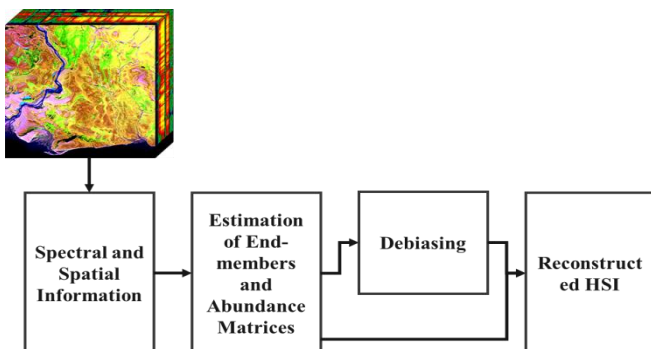 Spectral and
Spatial
Information
Estimation
of End-
members
and
Abundance
Matrices
Debiasing
Reconstruct
ed HSI